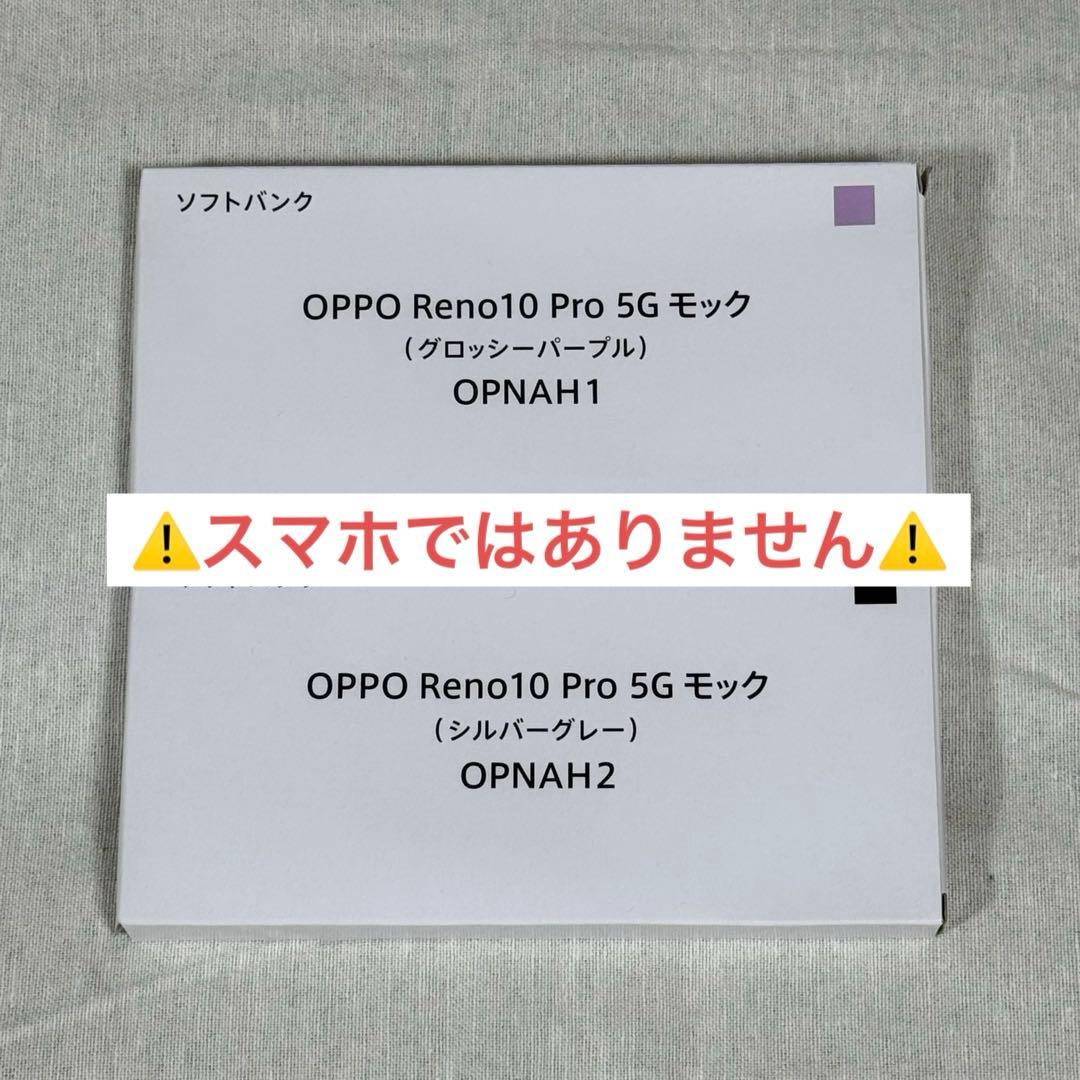 ソフトバンク
OPPO Reno10 Pro 5G モック
(グロッシーパープル)
OPNAH1
⚠️スマホではありません⚠️
OPPO Reno10 Pro 5G モック
(シルバーグレー)
OPNAH2